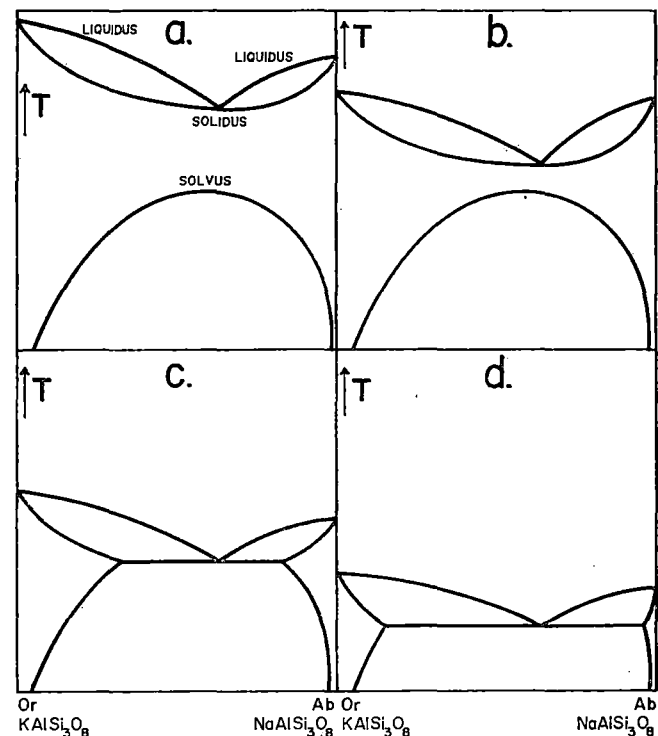 a.
LIQUIDUS
LIQUIDUS
T
SOLIDUS
SOLVUS
b.
T
c.
T
d.
T
Or
KAlSi3O8
Ab
NaAlSi3O8
Or
KAlSi3O8
Ab
NaAlSi3O8